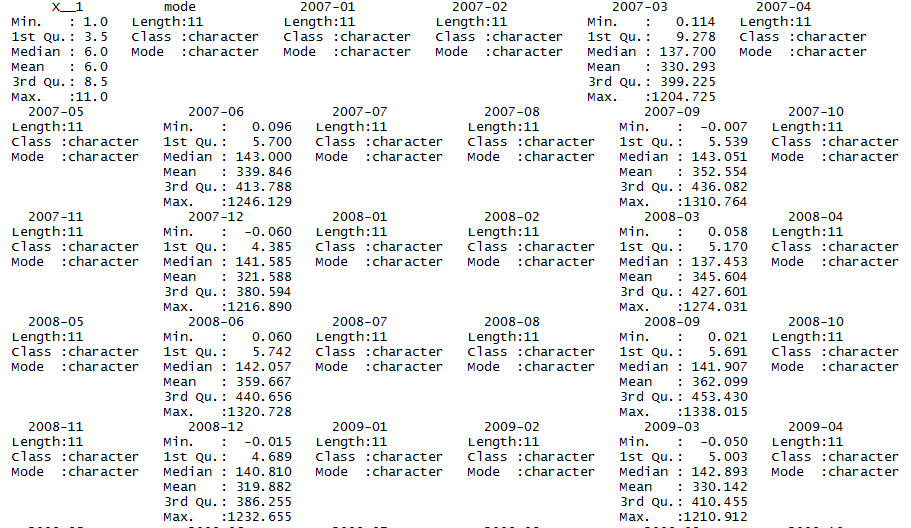 X__1 mode 2007-01 2007-02 2007-03 2007-04
Min. : 1.0 Length:11 Length:11 Length:11 Min. : 0.114 Length:11
1st Qu.: 3.5 Class :character Class :character Class :character 1st Qu.: 9.278 Class :character
Median : 6.0 Mode :character Mode :character Mode :character Median : 137.700 Mode :character
Mean : 6.0 Mean : 330.293
3rd Qu.: 8.5 3rd Qu.: 399.225
Max. :11.0 Max. :1204.725
2007-05 2007-06 2007-07 2007-08 2007-09 2007-10
Length:11 Min. : 0.096 Length:11 Length:11 Min. : -0.007 Length:11
Class :character 1st Qu.: 5.700 Class :character Class :character 1st Qu.: 5.539 Class :character
Mode :character Median : 143.000 Mode :character Mode :character Median : 143.051 Mode :character
Mean : 339.846 Mean : 352.554
3rd Qu.: 413.788 3rd Qu.: 436.082
Max. :1246.129 Max. :1310.764
2007-11 2007-12 2008-01 2008-02 2008-03 2008-04
Length:11 Min. : -0.060 Length:11 Length:11 Min. : 0.058 Length:11
Class :character 1st Qu.: 4.385 Class :character Class :character 1st Qu.: 5.170 Class :character
Mode :character Median : 141.585 Mode :character Mode :character Median : 137.453 Mode :character
Mean : 321.588 Mean : 345.604
3rd Qu.: 380.594 3rd Qu.: 427.601
Max. :1216.890 Max. :1274.031
2008-05 2008-06 2008-07 2008-08 2008-09 2008-10
Length:11 Min. : 0.060 Length:11 Length:11 Min. : 0.021 Length:11
Class :character 1st Qu.: 5.742 Class :character Class :character 1st Qu.: 5.691 Class :character
Mode :character Median : 142.057 Mode :character Mode :character Median : 141.907 Mode :character
Mean : 359.667 Mean : 362.099
3rd Qu.: 440.656 3rd Qu.: 453.430
Max. :1320.728 Max. :1338.015
2008-11 2008-12 2009-01 2009-02 2009-03 2009-04
Length:11 Min. : -0.015 Length:11 Length:11 Min. : -0.050 Length:11
Class :character 1st Qu.: 4.689 Class :character Class :character 1st Qu.: 5.003 Class :character
Mode :character Median : 140.810 Mode :character Mode :character Median : 142.893 Mode :character
Mean : 319.882 Mean : 330.142
3rd Qu.: 386.255 3rd Qu.: 410.455
Max. :1232.655 Max. :1210.912